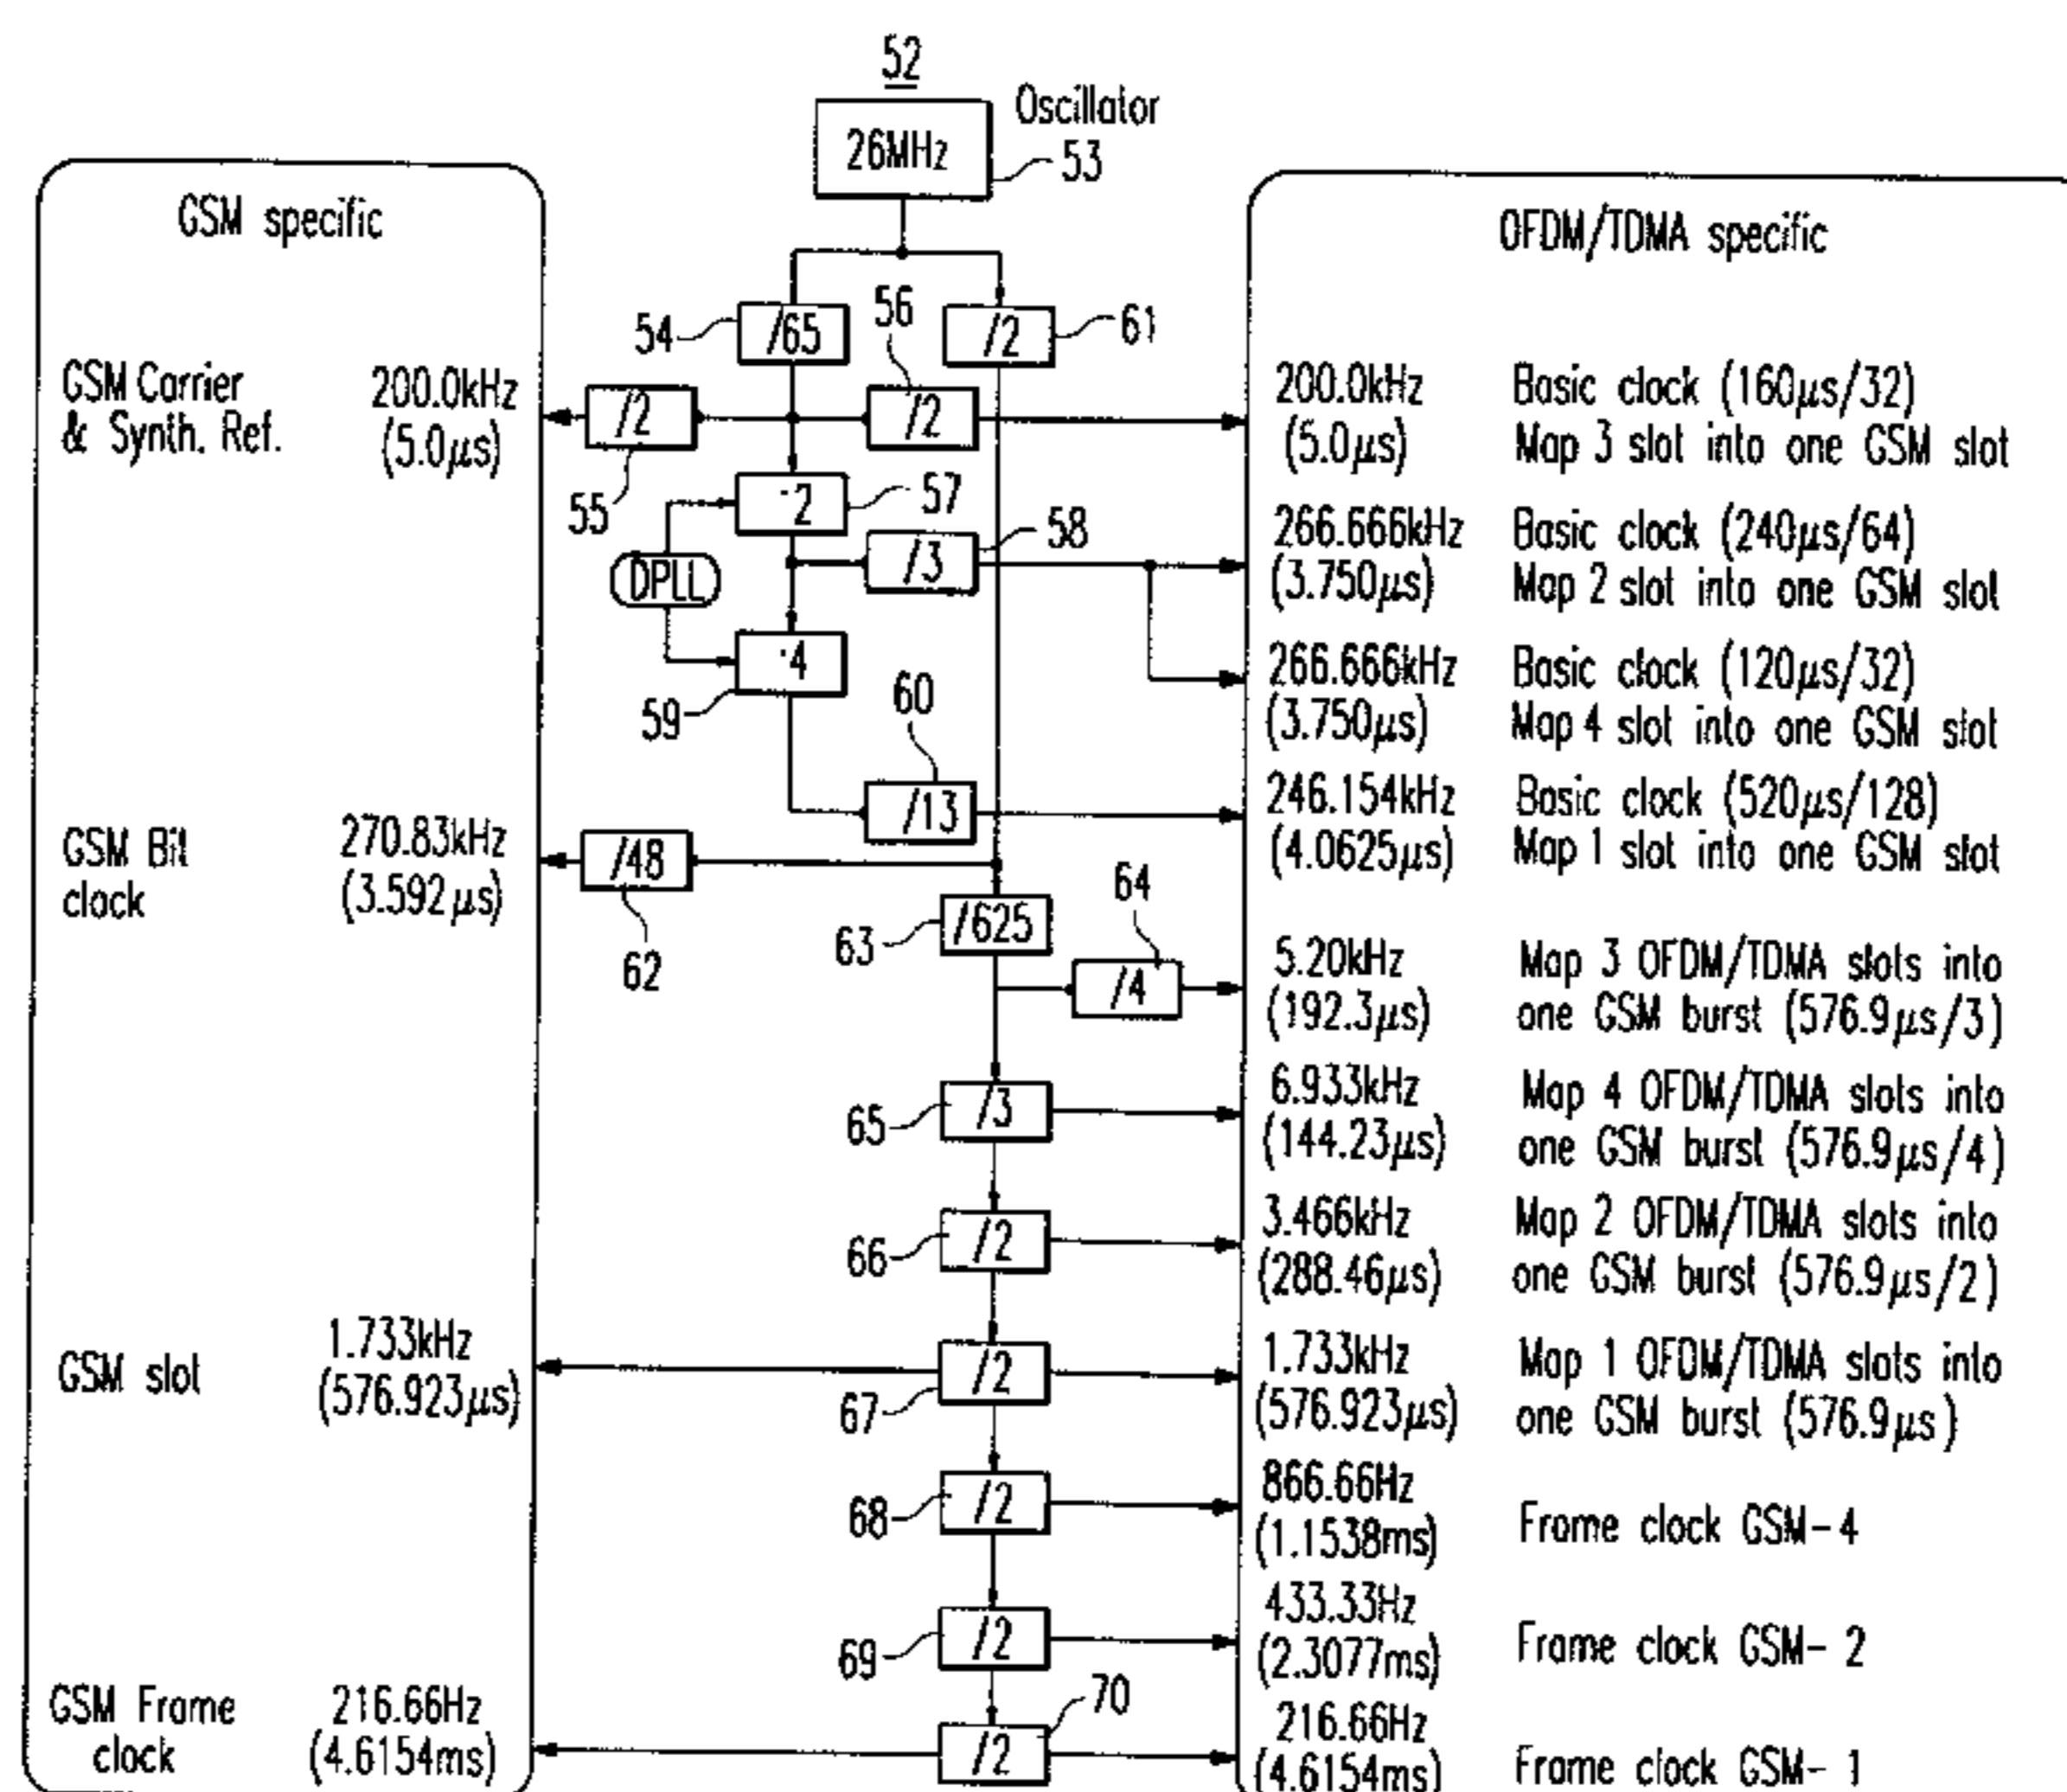 52
Oscillator
26MHz
53
GSM specific
OFDM/TDMA specific
54
/65
56
/2
61
GSM Carrier
& Synth. Ref.
200.0kHz
(5.0μs)
/2
55
/2
200.0kHz
(5.0μs)
Basic clock (160μs/32)
Map 3 slot into one GSM slot
·2
57
DPLL
/3
58
266.666kHz
(3.750μs)
Basic clock (240μs/64)
Map 2 slot into one GSM slot
·4
59
266.666kHz
(3.750μs)
Basic clock (120μs/32)
Map 4 slot into one GSM slot
60
/13
246.154kHz
(4.0625μs)
Basic clock (520μs/128)
Map 1 slot into one GSM slot
GSM Bit
clock
270.83kHz
(3.592μs)
/48
62
/625
63
64
/4
5.20kHz
(192.3μs)
Map 3 OFDM/TDMA slots into
one GSM burst (576.9μs/3)
65
/3
6.933kHz
(144.23μs)
Map 4 OFDM/TDMA slots into
one GSM burst (576.9μs/4)
66
/2
3.466kHz
(288.46μs)
Map 2 OFDM/TDMA slots into
one GSM burst (576.9μs/2)
GSM slot
1.733kHz
(576.923μs)
67
/2
1.733kHz
(576.923μs)
Map 1 OFDM/TDMA slots into
one GSM burst (576.9μs)
68
/2
866.66Hz
(1.1538ms)
Frame clock GSM-4
69
/2
433.33Hz
(2.3077ms)
Frame clock GSM- 2
GSM Frame
clock
216.66Hz
(4.6154ms)
/2
70
216.66Hz
(4.6154ms)
Frame clock GSM- 1